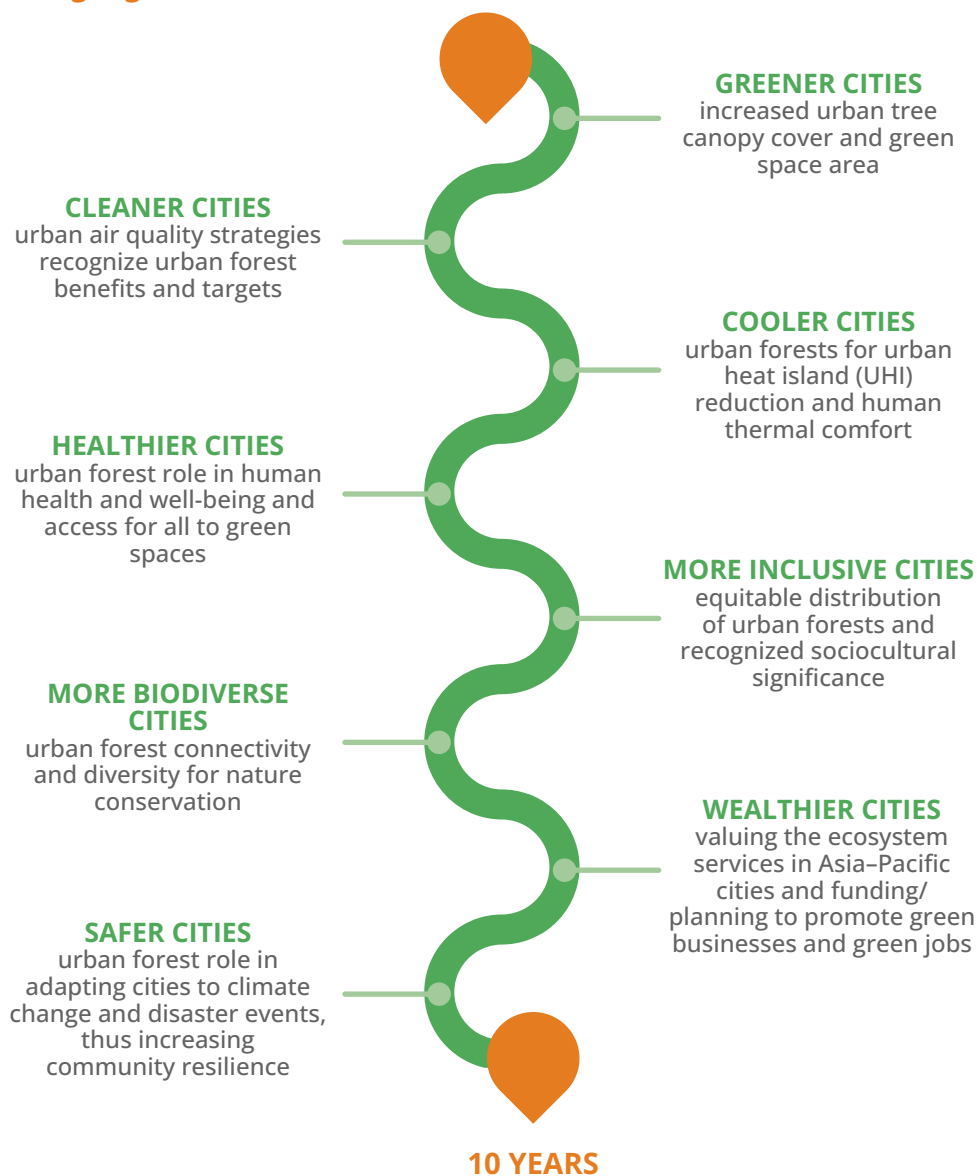 GREENER CITIES
increased urban tree
canopy cover and green
space area
CLEANER CITIES
urban air quality strategies
recognize urban forest
benefits and targets
COOLER CITIES
urban forests for urban
heat island (UHI)
reduction and human
thermal comfort
HEALTHIER CITIES
urban forest role in human
health and well-being and
access for all to green
spaces
MORE INCLUSIVE CITIES
equitable distribution
of urban forests and
recognized sociocultural
significance
MORE BIODIVERSE
CITIES
urban forest connectivity
and diversity for nature
conservation
WEALTHIER CITIES
valuing the ecosystem
services in Asia–Pacific
cities and funding/
planning to promote green
businesses and green jobs
SAFER CITIES
urban forest role in
adapting cities to climate
change and disaster events,
thus increasing
community resilience
10 YEARS